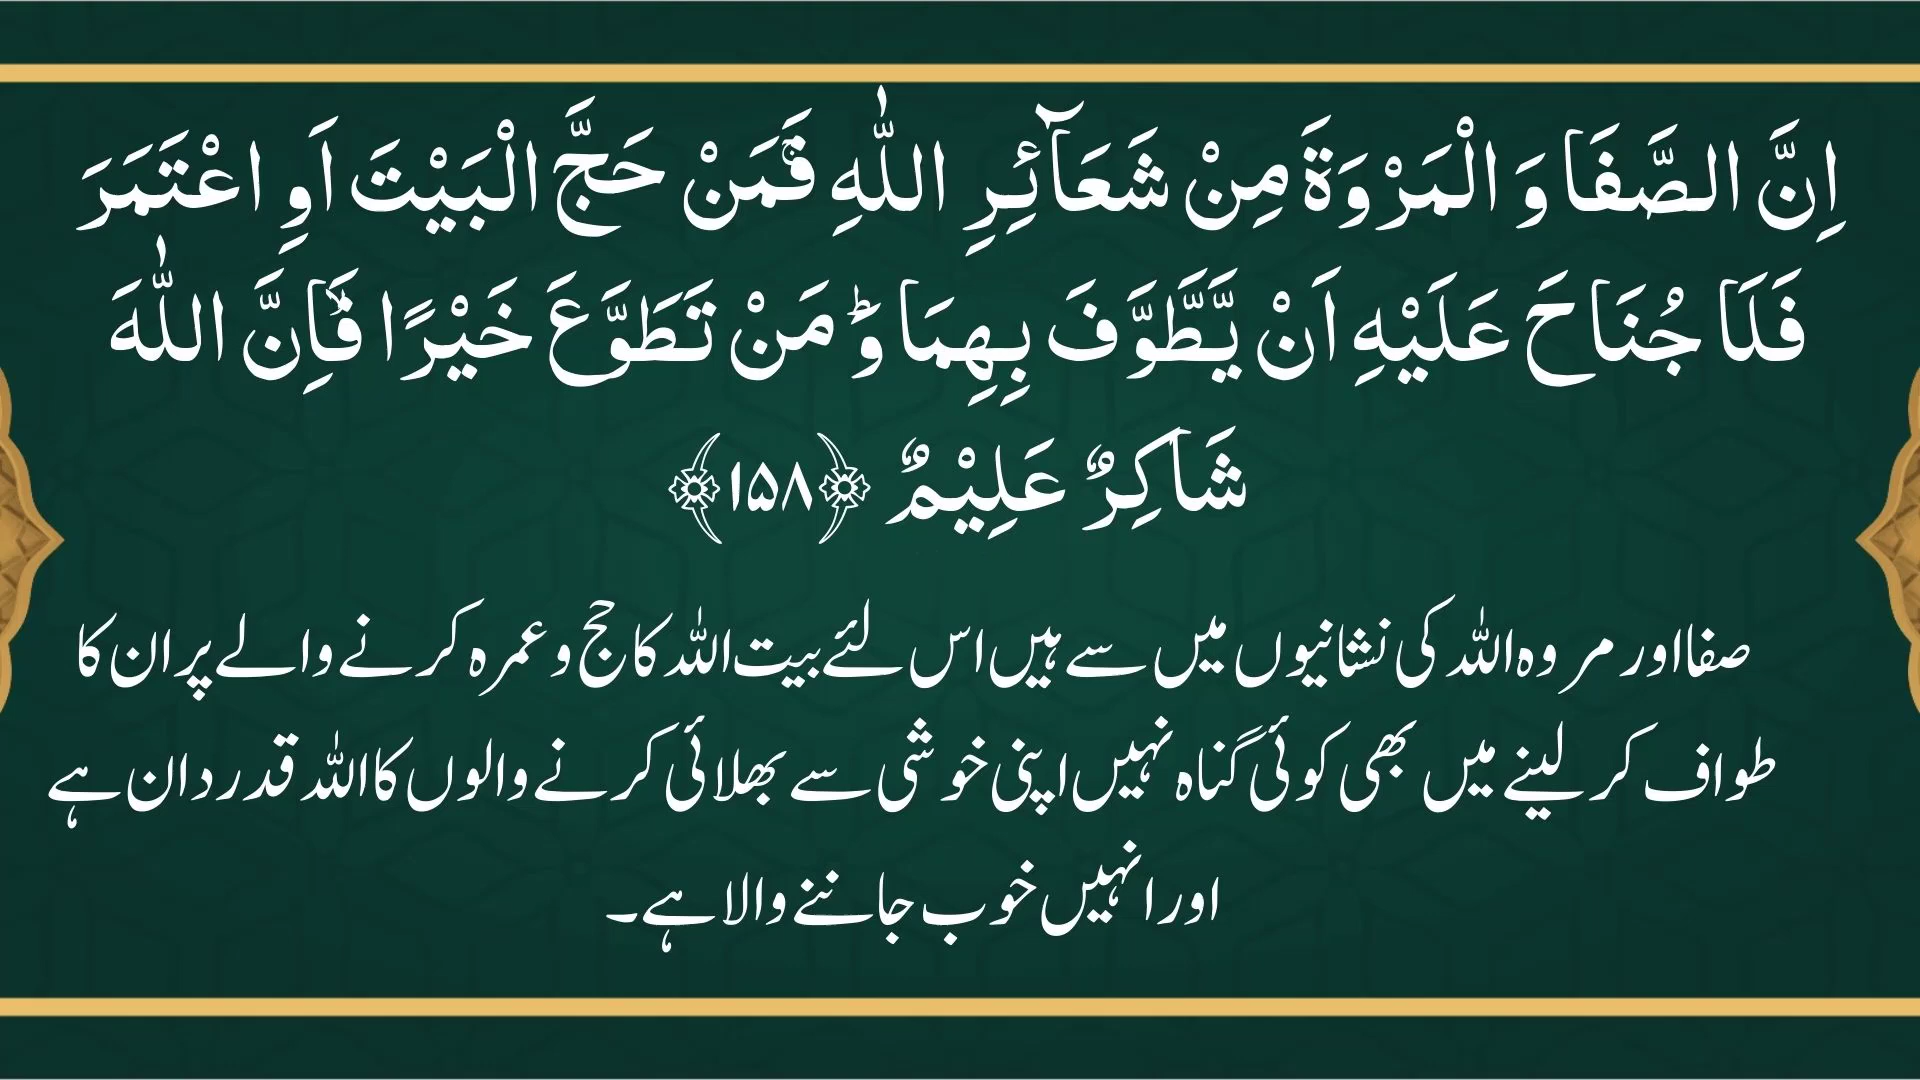 اِنَّ الصَّفَا وَ الْمَرْوَةَ مِنْ شَعَآئِرِ اللّٰهِ ۚ فَمَنْ حَجَّ الْبَيْتَ اَوِ اعْتَمَرَ
فَلَا جُنَاحَ عَلَيْهِ اَنْ يَّطَّوَّفَ بِهِمَا ؕ وَ مَنْ تَطَوَّعَ خَيْرًا ۙ فَاِنَّ اللّٰهَ
شَاكِرٌ عَلِيْمٌ ﴿۱۵۸﴾
صفااور مروہ اللہ کی نشانیوں میں سے ہیں اس لئے بیت اللہ کا حج و عمرہ کرنے والے پر ان کا
طواف کر لینے میں بھی کوئی گناہ نہیں اپنی خوشی سے بھلائی کرنے والوں کا اللہ قدردان ہے
اور انہیں خوب جاننے والا ہے۔